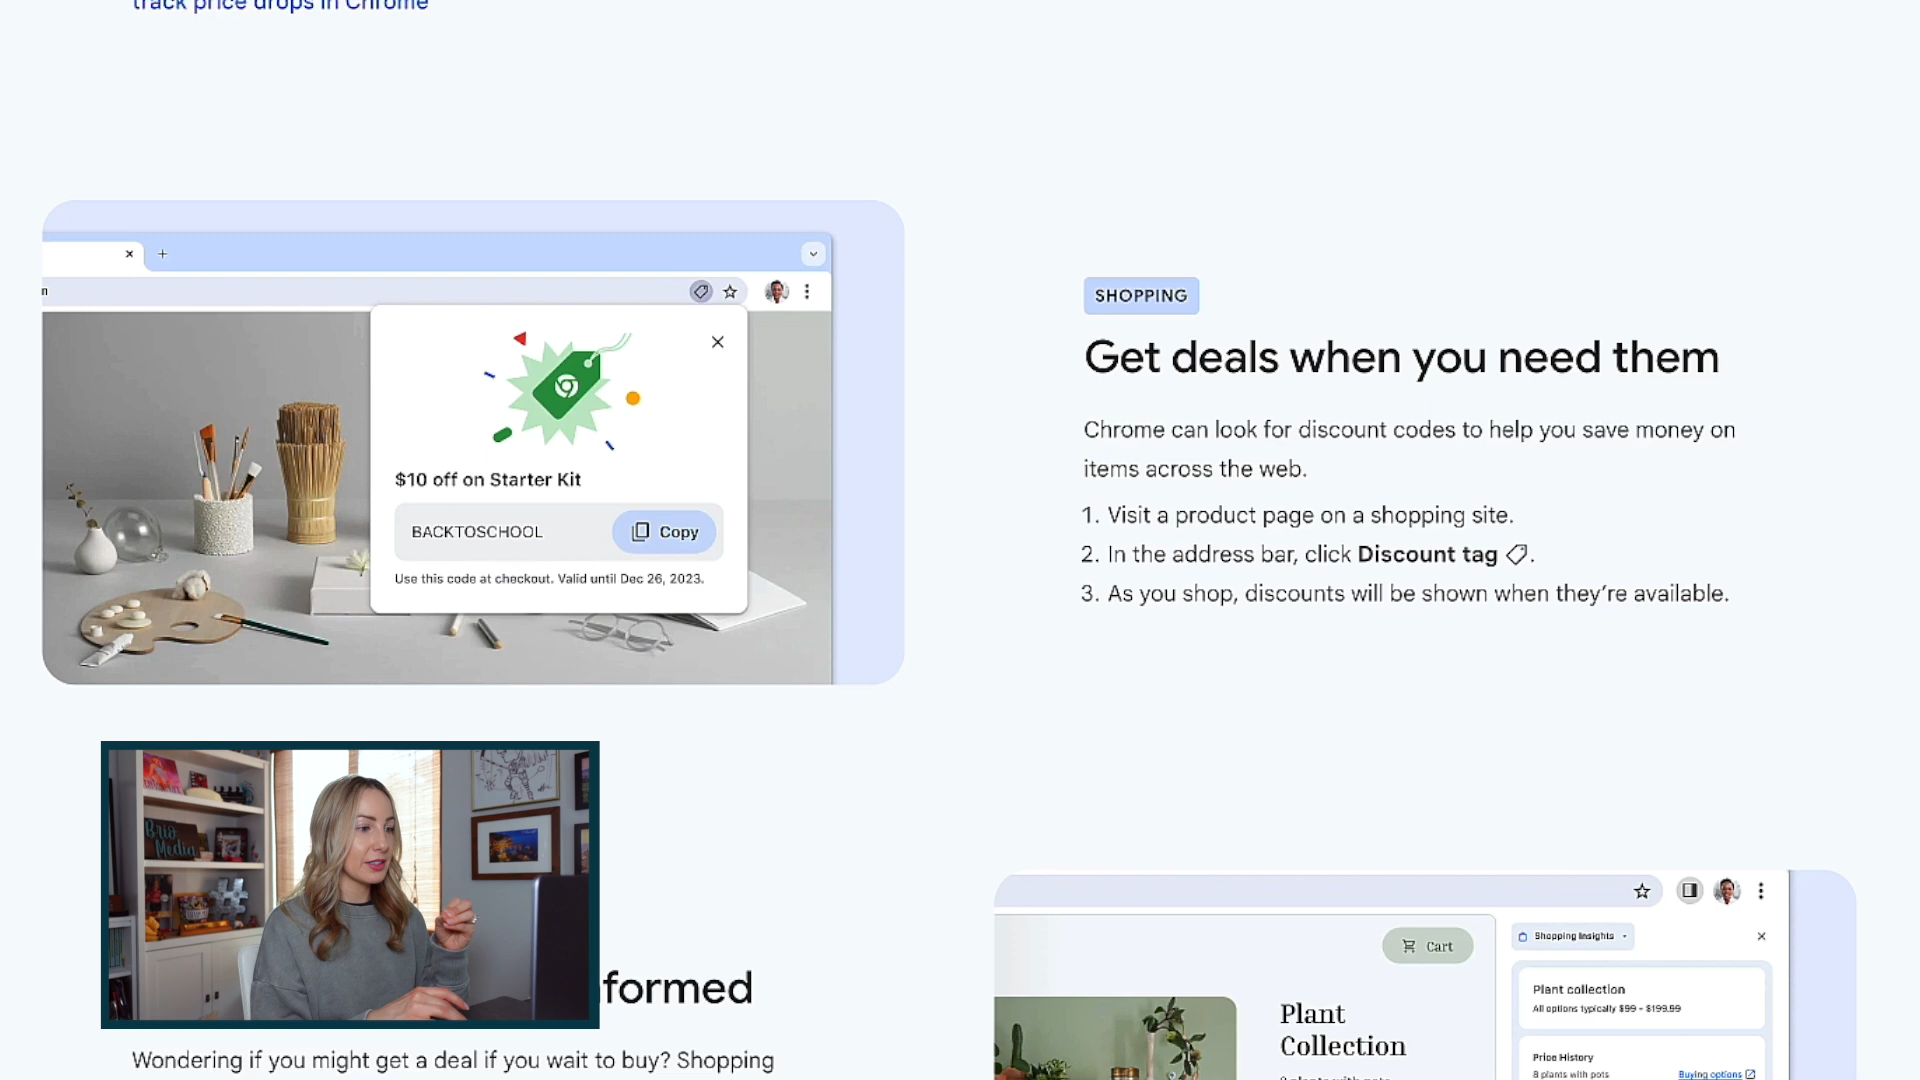 track price drops in Chrome
n
$10 off on Starter Kit
BACKTOSCHOOL
Copy
Use this code at checkout. Valid until Dec 26, 2023.
SHOPPING
Get deals when you need them
Chrome can look for discount codes to help you save money on
items across the web.
1. Visit a product page on a shopping site.
2. In the address bar, click Discount tag.
3. As you shop, discounts will be shown when they’re available.
Brio
Media
formed
Wondering if you might get a deal if you wait to buy? Shopping
Cart
Plant
Collection
Shopping Insights
Plant collection
All options typically $99 - $199.99
Price History
8 plants with pots
Buying options